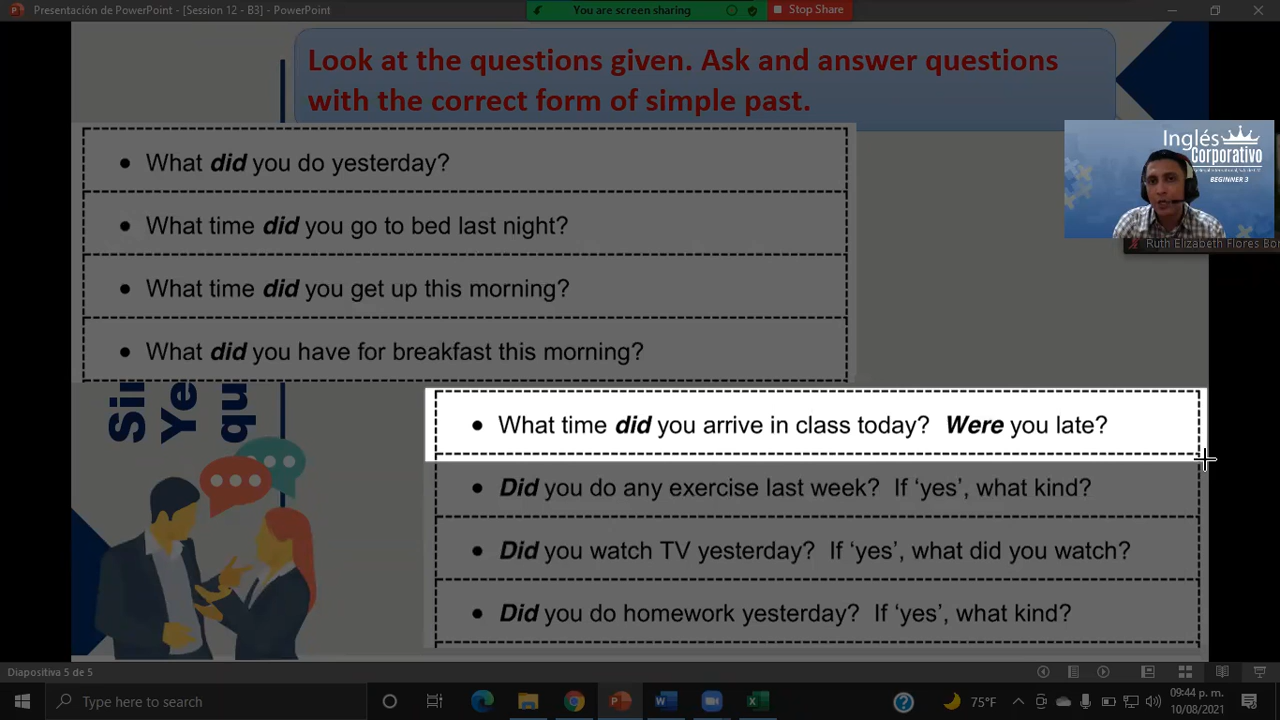 Presentación de PowerPoint - [Session 12 - B3] - PowerPoint
You are screen sharing
Stop Share
Look at the questions given. Ask and answer questions
with the correct form of simple past.
• What did you do yesterday?
• What time did you go to bed last night?
• What time did you get up this morning?
• What did you have for breakfast this morning?
Inglés
Corporativo
BEGINNER 3
Ruth Elizabeth Flores Bon
Sin
Ye
qu
• What time did you arrive in class today? Were you late?
• Did you do any exercise last week? If ‘yes’, what kind?
• Did you watch TV yesterday? If ‘yes’, what did you watch?
• Did you do homework yesterday? If ‘yes’, what kind?
Diapositiva 5 de 5
Type here to search
75°F
09:44 p. m.
10/08/2021